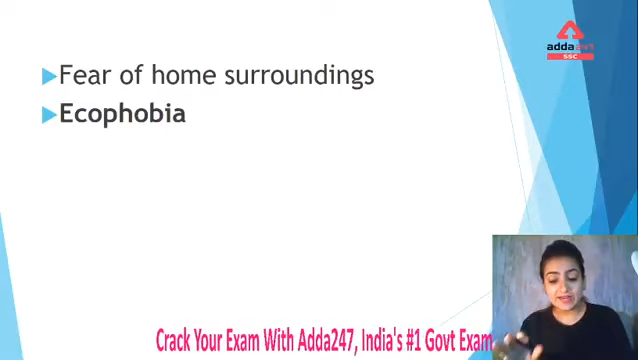 adda247
SSC
Fear of home surroundings
Ecophobia
Crack Your Exam With Adda247, India's #1 Govt Exam